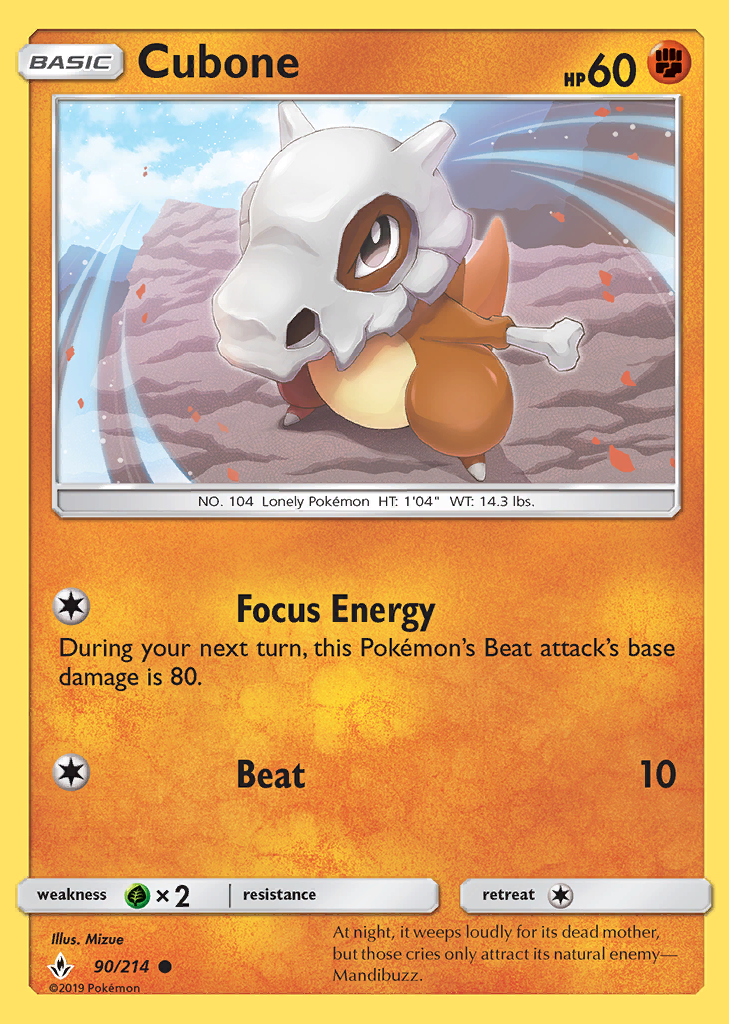 BASIC Cubone HP60
NO. 104 Lonely Pokémon HT: 1'04" WT: 14.3 lbs.
Focus Energy
During your next turn, this Pokémon's Beat attack's base
damage is 80.
Beat 10
weakness × 2 resistance retreat
Illus. Mizue
90/214
©2019 Pokémon
At night, it weeps loudly for its dead mother,
but those cries only attract its natural enemy—
Mandibuzz.